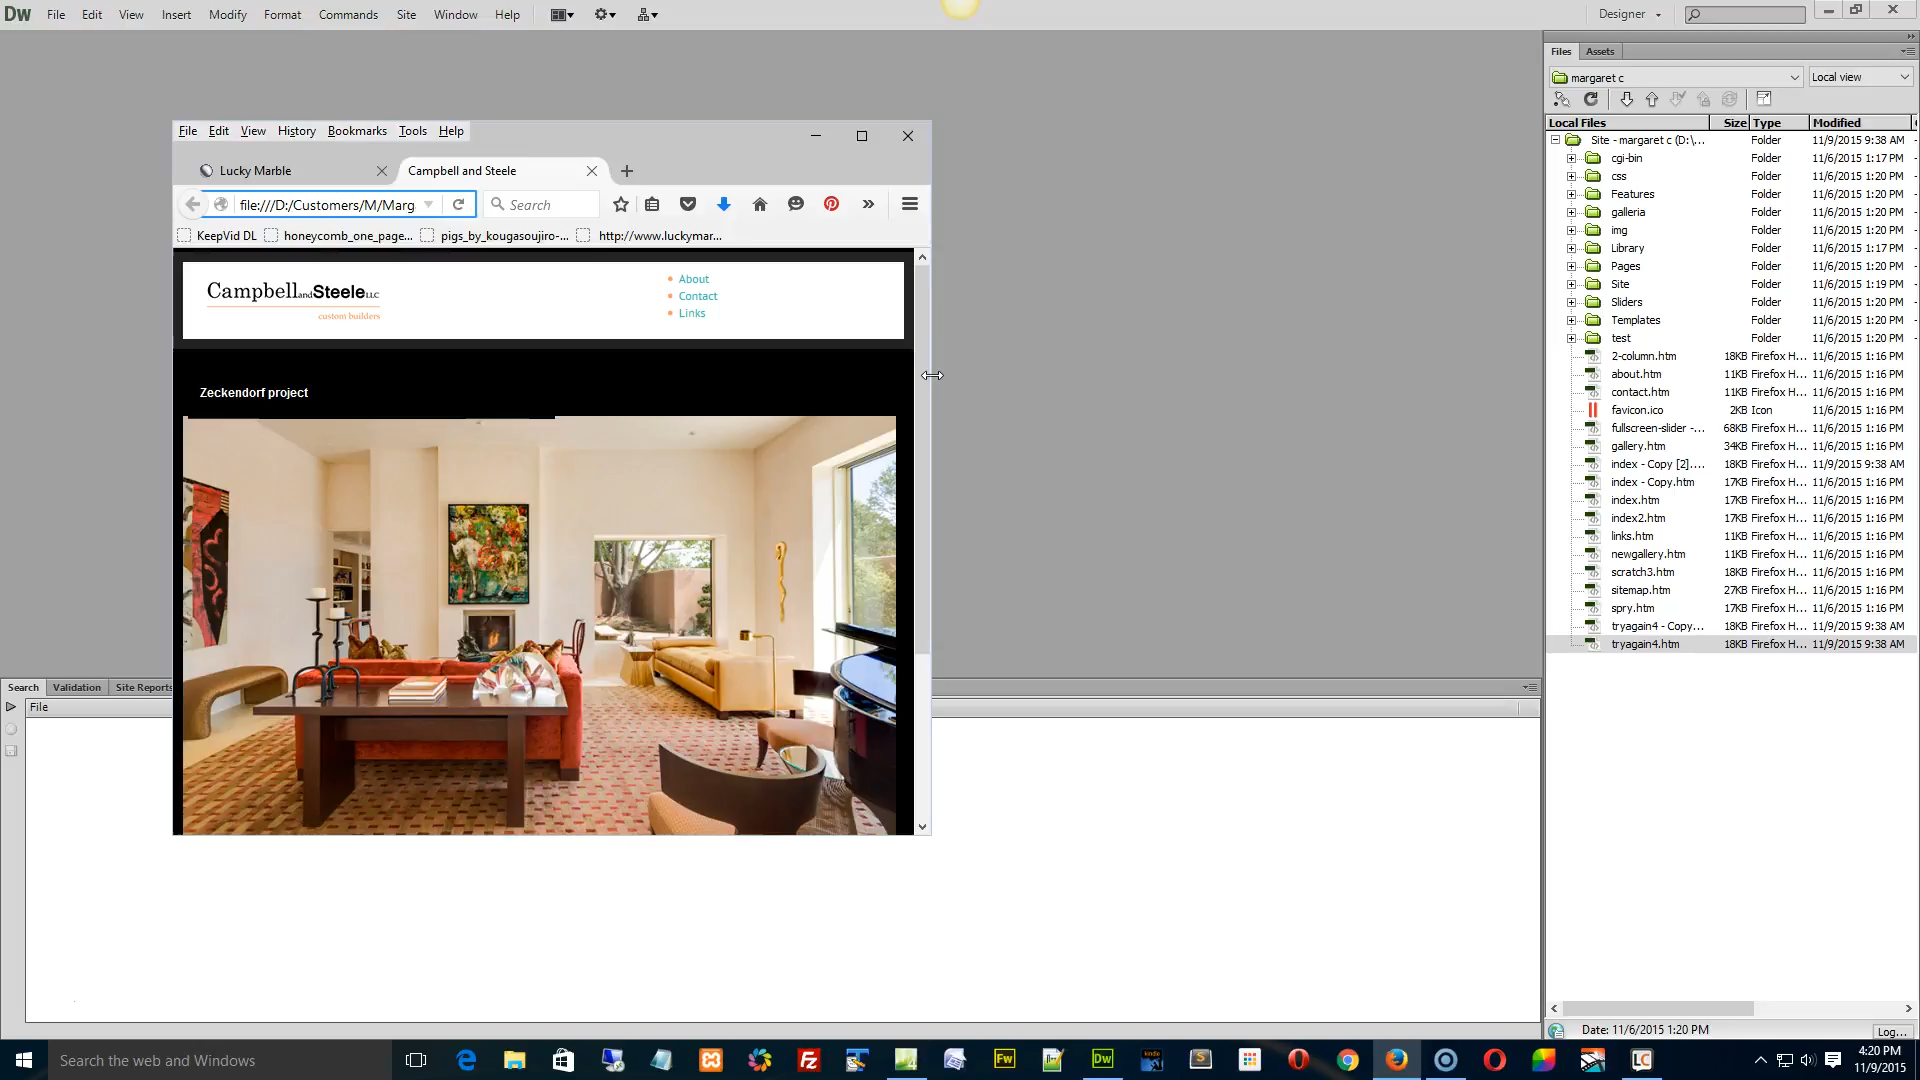 Dw File Edit View Insert Modify Format Commands Site Window Help
Designer
Files Assets
margaret c Local view
Local Files Size Type Modified
Site - margaret c (D:\... Folder 11/9/2015 9:38 AM
cgi-bin Folder 11/6/2015 1:17 PM
css Folder 11/6/2015 1:20 PM
Features Folder 11/6/2015 1:20 PM
galleria Folder 11/6/2015 1:20 PM
img Folder 11/6/2015 1:20 PM
Library Folder 11/6/2015 1:17 PM
Pages Folder 11/6/2015 1:20 PM
Site Folder 11/6/2015 1:19 PM
Sliders Folder 11/6/2015 1:20 PM
Templates Folder 11/6/2015 1:20 PM
test Folder 11/6/2015 1:20 PM
2-column.htm 18KB Firefox H... 11/6/2015 1:16 PM
about.htm 11KB Firefox H... 11/6/2015 1:16 PM
contact.htm 11KB Firefox H... 11/6/2015 1:16 PM
favicon.ico 2KB Icon 11/6/2015 1:16 PM
fullscreen-slider -... 68KB Firefox H... 11/6/2015 1:16 PM
gallery.htm 34KB Firefox H... 11/6/2015 1:16 PM
index - Copy [2].... 18KB Firefox H... 11/9/2015 9:38 AM
index - Copy.htm 17KB Firefox H... 11/6/2015 1:16 PM
index.htm 17KB Firefox H... 11/6/2015 1:16 PM
index2.htm 17KB Firefox H... 11/6/2015 1:16 PM
links.htm 11KB Firefox H... 11/6/2015 1:16 PM
newgallery.htm 11KB Firefox H... 11/6/2015 1:16 PM
scratch3.htm 18KB Firefox H... 11/6/2015 1:16 PM
sitemap.htm 27KB Firefox H... 11/6/2015 1:16 PM
spry.htm 17KB Firefox H... 11/6/2015 1:16 PM
tryagain4 - Copy... 18KB Firefox H... 11/9/2015 9:38 AM
tryagain4.htm 18KB Firefox H... 11/9/2015 9:38 AM
Date: 11/6/2015 1:20 PM Log...
File Edit View History Bookmarks Tools Help
Lucky Marble Campbell and Steele
file:///D:/Customers/M/Marg Search
KeepVid DL honeycomb_one_page... pigs_by_kougasoujiro-... http://www.luckymar...
CampbellandSteeleLLC
custom builders
About
Contact
Links
Zeckendorf project
Search Validation Site Reports
File
Search the web and Windows
Fw Dw kindle S LC
4:20 PM
11/9/2015